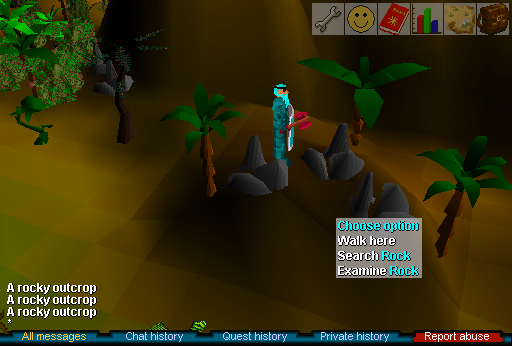 Choose option
Walk here
Search Rock
Examine Rock
A rocky outcrop
A rocky outcrop
A rocky outcrop
*
All messages
Chat history
Quest history
Private history
Report abuse